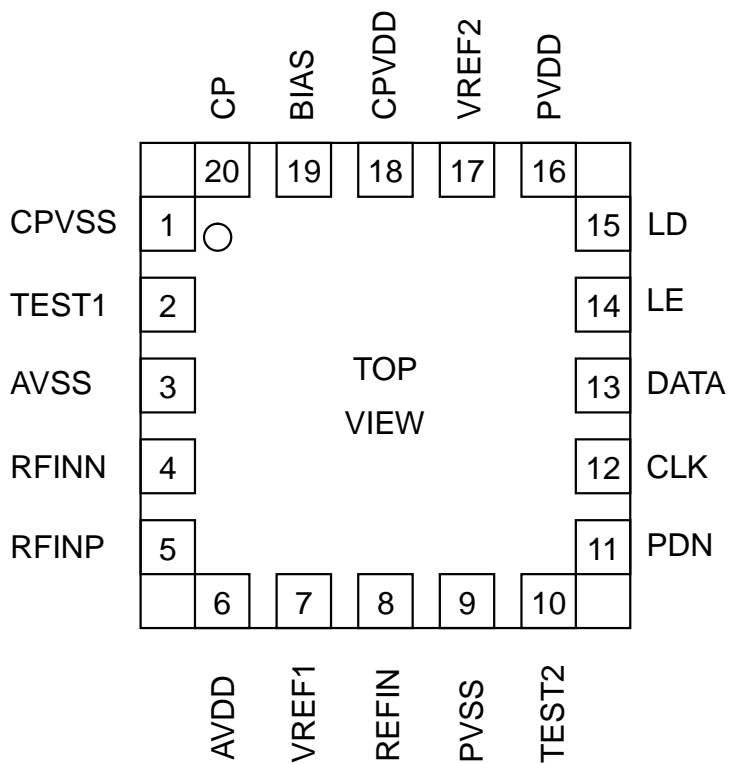 CP
BIAS
CPVDD
VREF2
PVDD
20 19 18 17 16
CPVSS 1 15 LD
TEST1 2 14 LE
AVSS 3 13 DATA
TOP
VIEW
RFINN 4 12 CLK
RFINP 5 11 PDN
6 7 8 9 10
AVDD
VREF1
REFIN
PVSS
TEST2